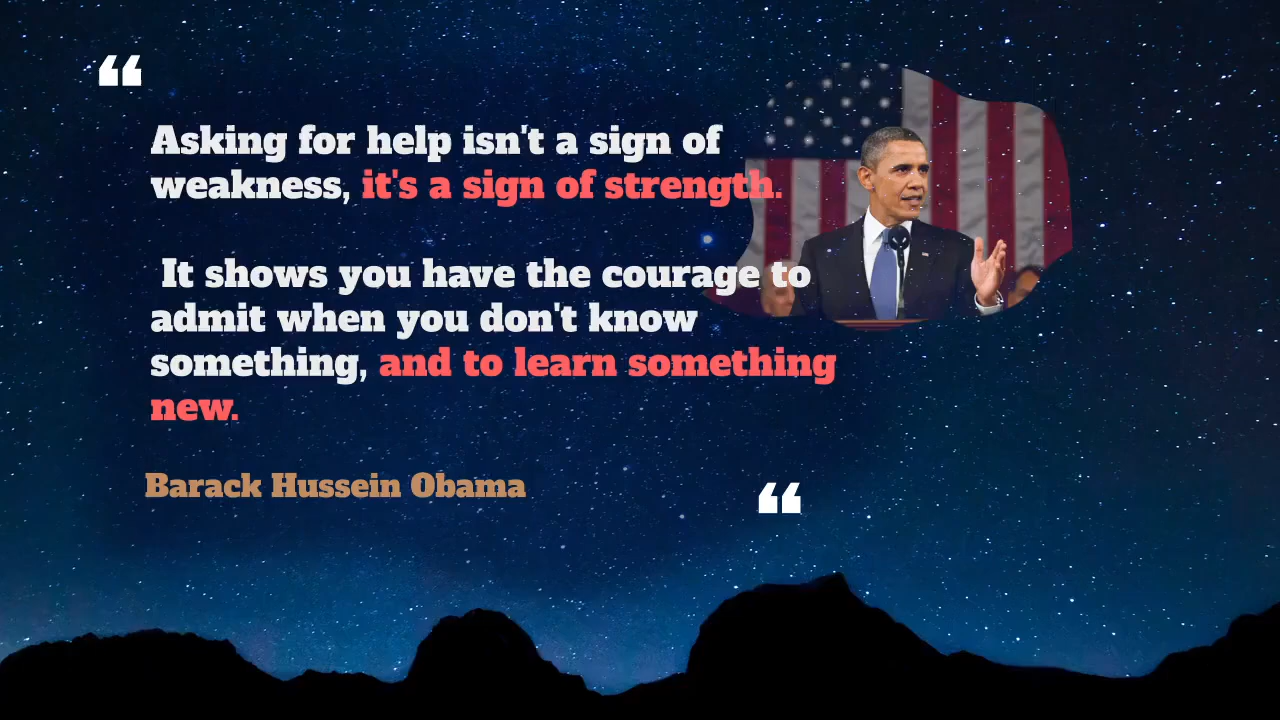 ❝
Asking for help isn't a sign of
weakness, it's a sign of strength.
It shows you have the courage to
admit when you don't know
something, and to learn something
new.
Barack Hussein Obama
❝